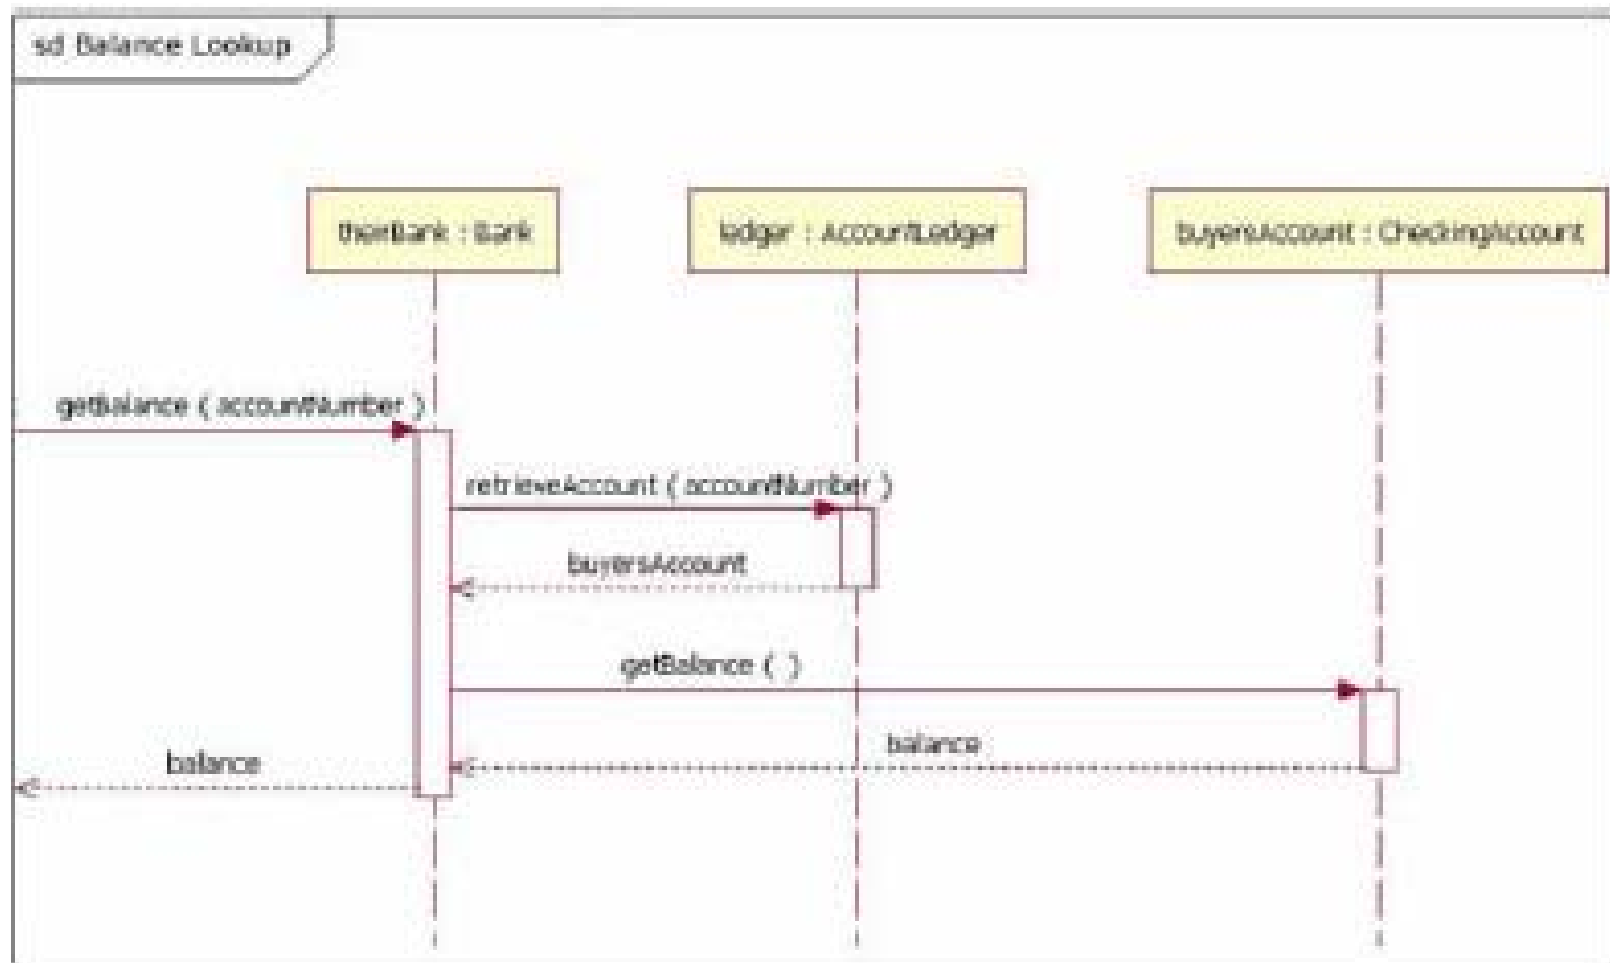 sd Balance Lookup
theirBank : Bank
ledger : AccountLedger
buyersAccount : CheckingAccount
getBalance ( accountNumber )
retrieveAccount ( accountNumber )
buyersAccount
getBalance ( )
balance
balance